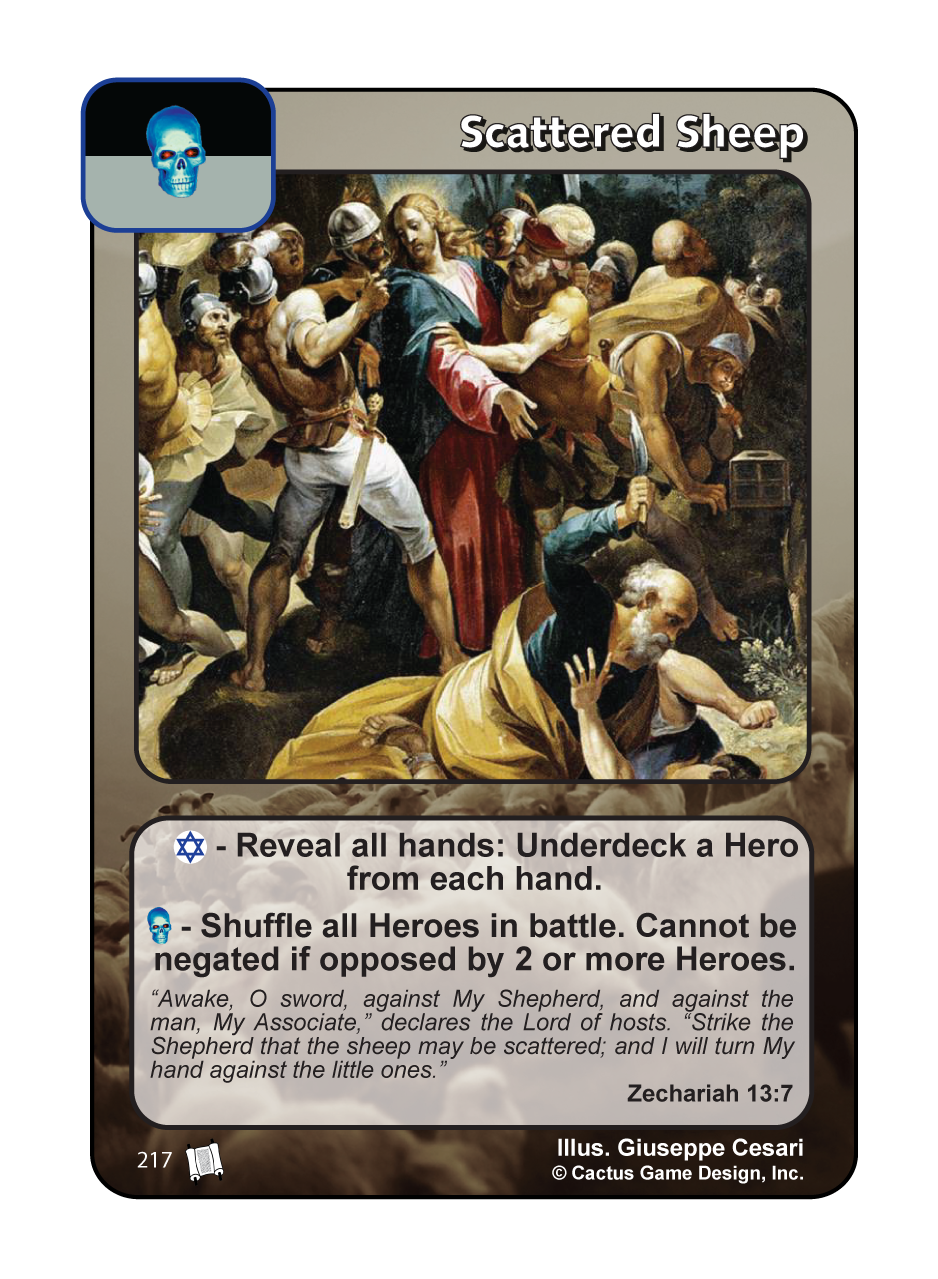 Scattered Sheep
- Reveal all hands: Underdeck a Hero
from each hand.
- Shuffle all Heroes in battle. Cannot be
negated if opposed by 2 or more Heroes.
“Awake, O sword, against My Shepherd, and against the
man, My Associate,” declares the Lord of hosts. “Strike the
Shepherd that the sheep may be scattered; and I will turn My
hand against the little ones.”
Zechariah 13:7
217
Illus. Giuseppe Cesari
© Cactus Game Design, Inc.